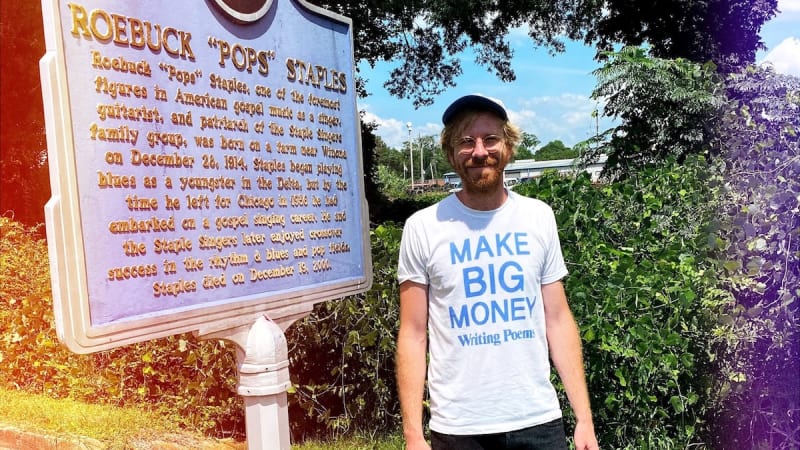 ROEBUCK "POPS" STAPLES
Roebuck "Pops" Staples, one of the foremost
figures in American gospel music as a singer,
guitarist, and patriarch of the Staple Singers
family group, was born on a farm near Winona
on December 28, 1914. Staples began playing
blues as a youngster in the Delta, but by the
time he left for Chicago in 1936 he had
embarked on a gospel singing career. He and
the Staple Singers later enjoyed crossover
success in the rhythm & blues and pop fields.
Staples died on December 19, 2000.
MAKE
BIG
MONEY
Writing Poems